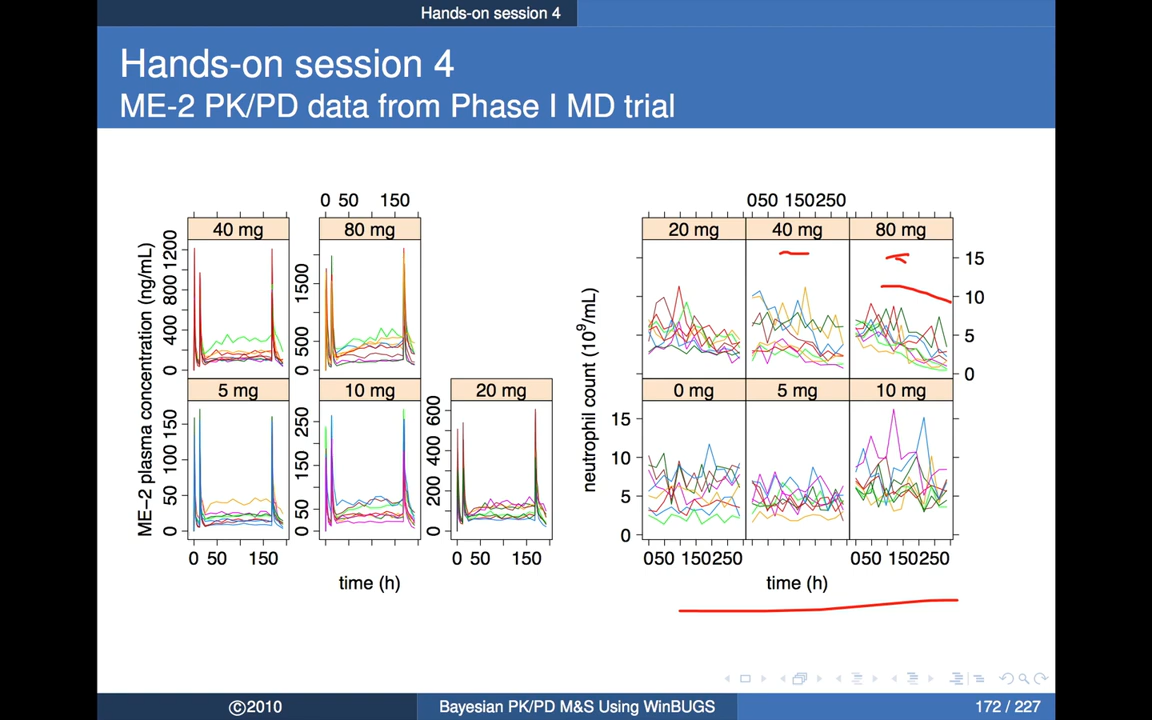 Hands-on session 4
Hands-on session 4
ME-2 PK/PD data from Phase I MD trial
0 50 150
40 mg 80 mg
ME−2 plasma concentration (ng/mL)
0 400 800 1200
0 500 1500
5 mg 10 mg 20 mg
0 50 100 150
0 50 150 250
0 200 400 600
0 50 150 0 50 150
time (h)
050 150250
20 mg 40 mg 80 mg
neutrophil count (10^9/mL)
15
10
5
0
0 mg 5 mg 10 mg
15
10
5
0
050 150250 050 150250
time (h)
©2010 Bayesian PK/PD M&S Using WinBUGS 172 / 227